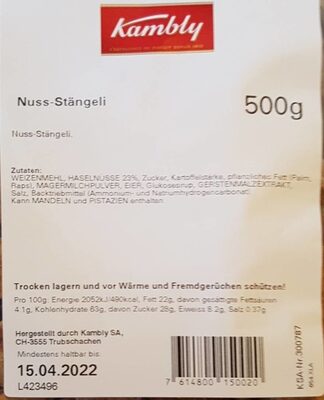 Kambly
Nuss-Stängeli
500g
Nuss-Stängeli.
Zutaten:
WEIZENMEHL, HASELNÜSSE 23%, Zucker, Kartoffelstärke, pflanzliches Fett (Palm,
Raps), MAGERMILCHPULVER, EIER, Glukosesirup, GERSTENMALZEXTRAKT,
Salz, Backtriebmittel (Ammonium- und Natriumhydrogencarbonat).
Kann MANDELN und PISTAZIEN enthalten.
Trocken lagern und vor Wärme und Fremdgerüchen schützen!
Pro 100g: Energie 2052kJ/490kcal, Fett 22g, davon gesättigte Fettsäuren
4.1g, Kohlenhydrate 63g, davon Zucker 28g, Eiweiss 8.2g, Salz 0.37g
Hergestellt durch Kambly SA,
CH-3555 Trubschachen
Mindestens haltbar bis
15.04.2022
L423496
7 614800 150020
KSA-Nr.300787